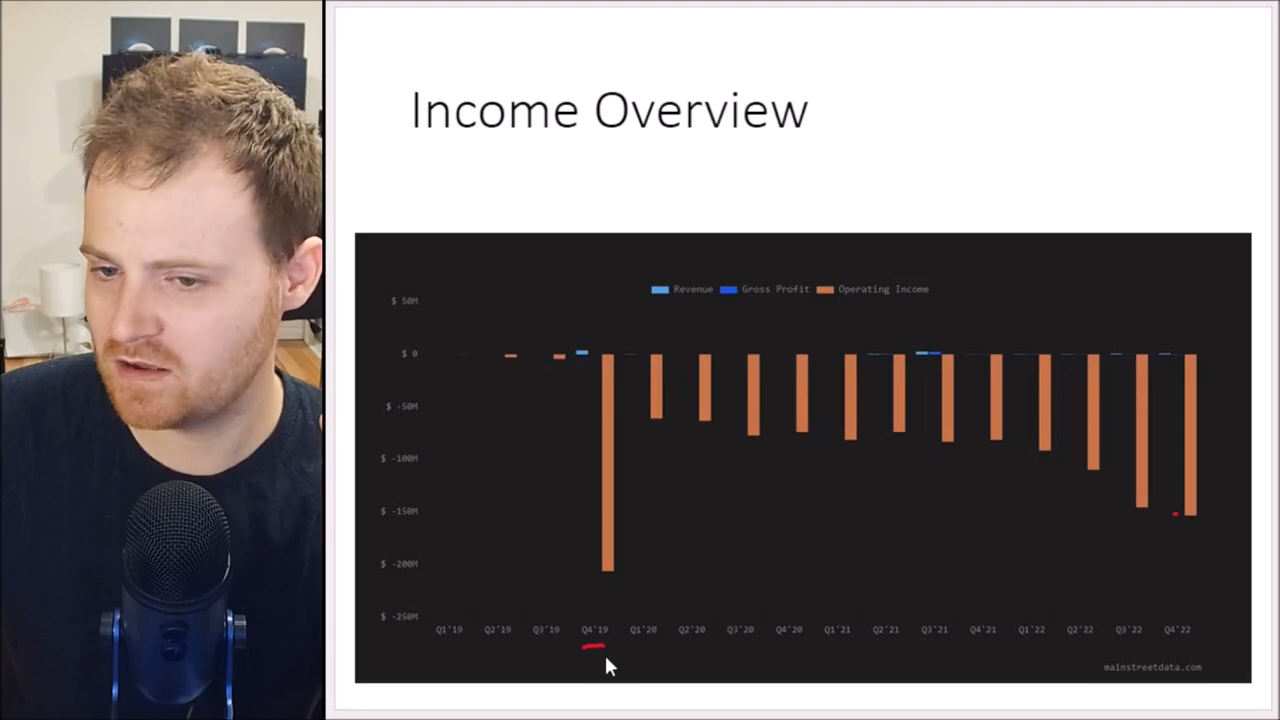 Income Overview
Revenue Gross Profit Operating Income
$ 50M
$ 0
$ -50M
$ -100M
$ -150M
$ -200M
$ -250M
Q1'19 Q2'19 Q3'19 Q4'19 Q1'20 Q2'20 Q3'20 Q4'20 Q1'21 Q2'21 Q3'21 Q4'21 Q1'22 Q2'22 Q3'22 Q4'22
mainstreetdata.com